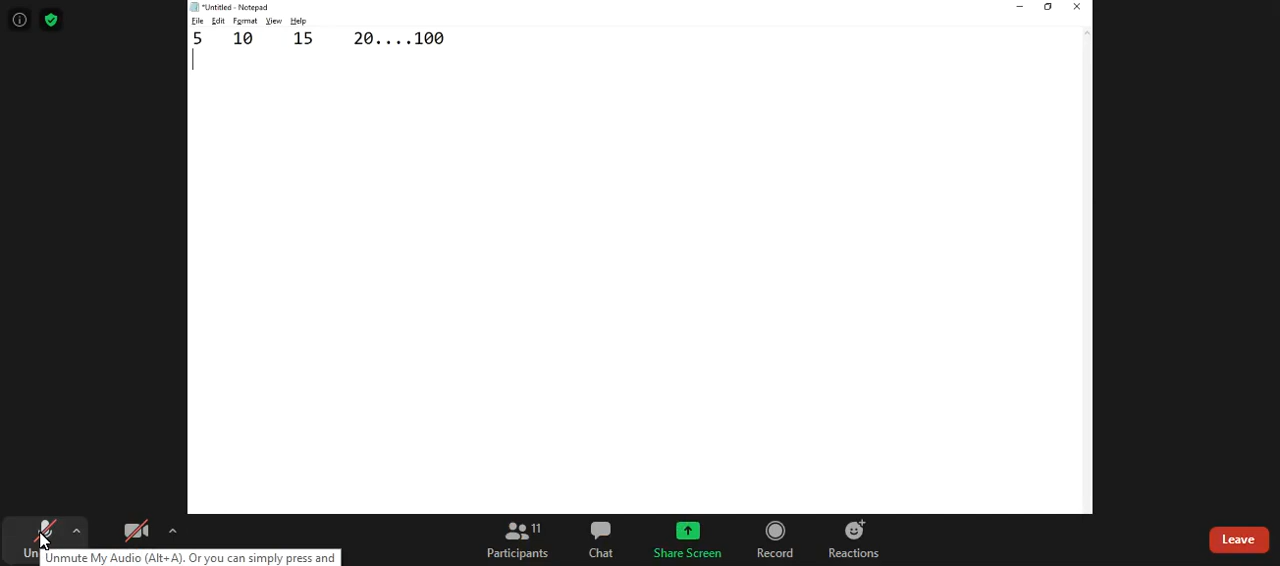 *Untitled - Notepad
File Edit Format View Help
5 10 15 20....100
Un
Unmute My Audio (Alt+A). Or you can simply press and
Participants 11
Chat
Share Screen
Record
Reactions
Leave